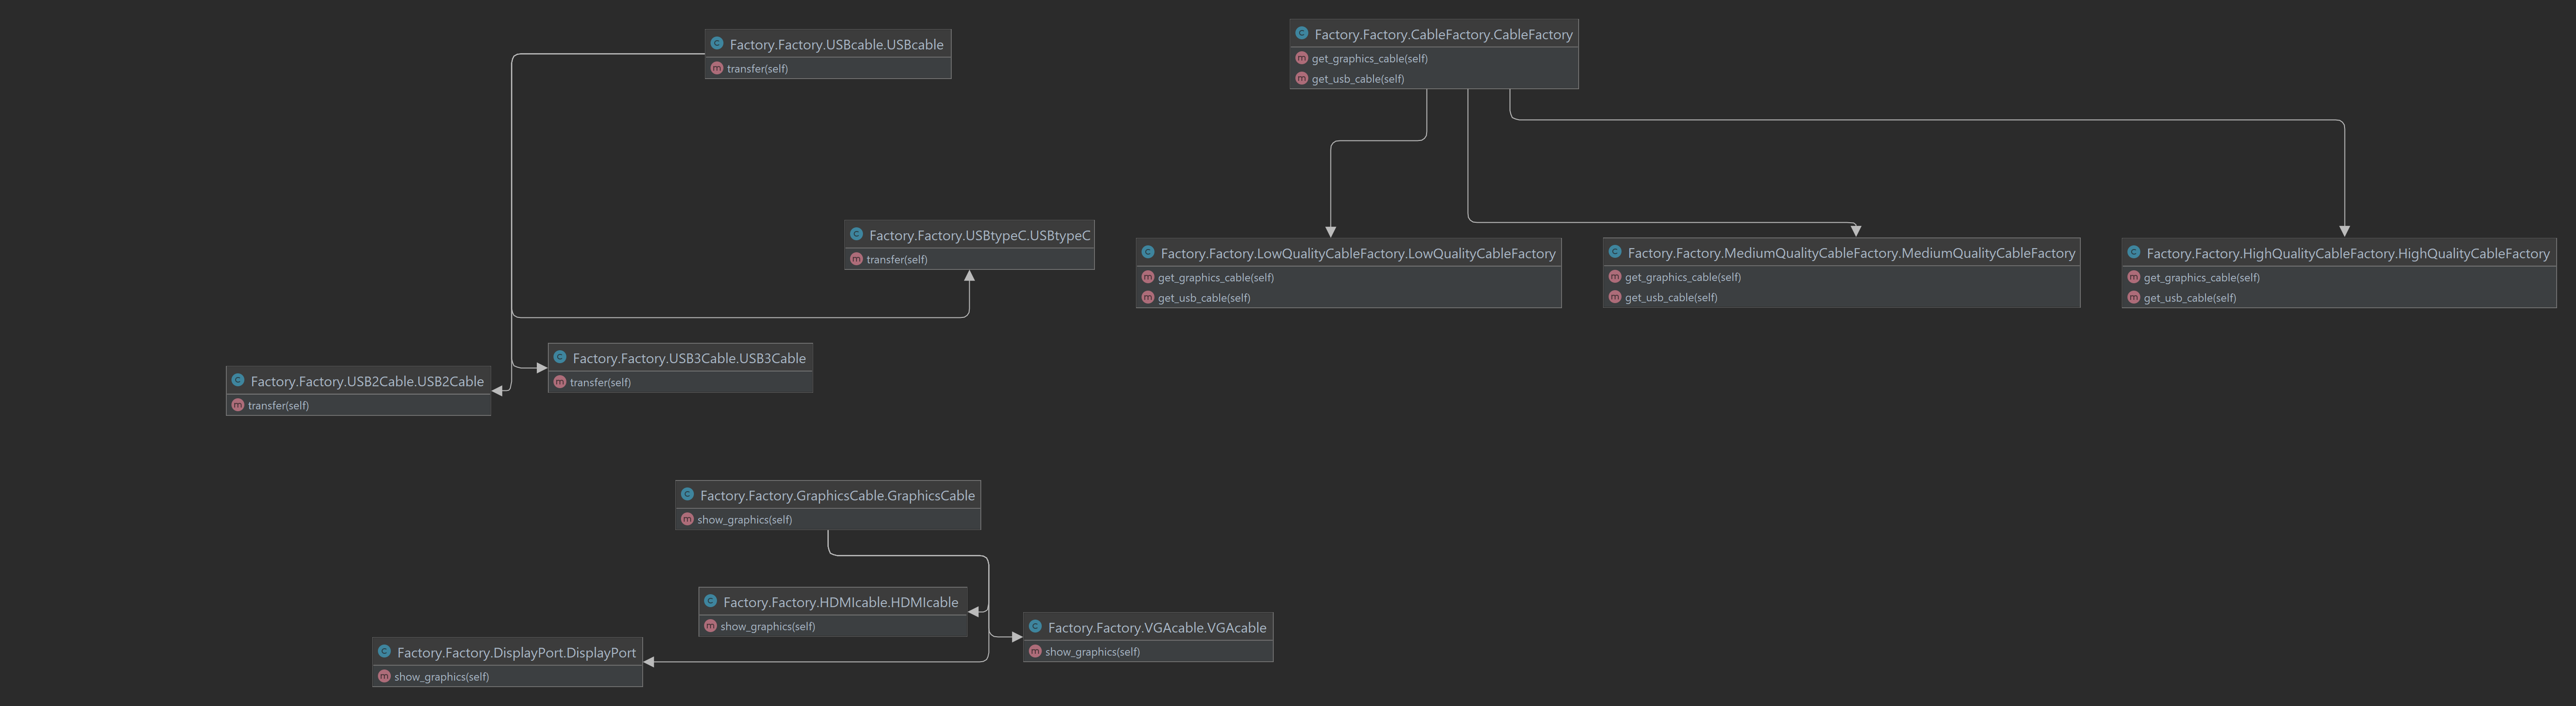 Factory.Factory.USBcable.USBcable
transfer(self)
Factory.Factory.CableFactory.CableFactory
get_graphics_cable(self)
get_usb_cable(self)
Factory.Factory.USBtypeC.USBtypeC
transfer(self)
Factory.Factory.LowQualityCableFactory.LowQualityCableFactory
get_graphics_cable(self)
get_usb_cable(self)
Factory.Factory.MediumQualityCableFactory.MediumQualityCableFactory
get_graphics_cable(self)
get_usb_cable(self)
Factory.Factory.HighQualityCableFactory.HighQualityCableFactory
get_graphics_cable(self)
get_usb_cable(self)
Factory.Factory.USB3Cable.USB3Cable
transfer(self)
Factory.Factory.USB2Cable.USB2Cable
transfer(self)
Factory.Factory.GraphicsCable.GraphicsCable
show_graphics(self)
Factory.Factory.HDMIcable.HDMIcable
show_graphics(self)
Factory.Factory.VGAcable.VGAcable
show_graphics(self)
Factory.Factory.DisplayPort.DisplayPort
show_graphics(self)